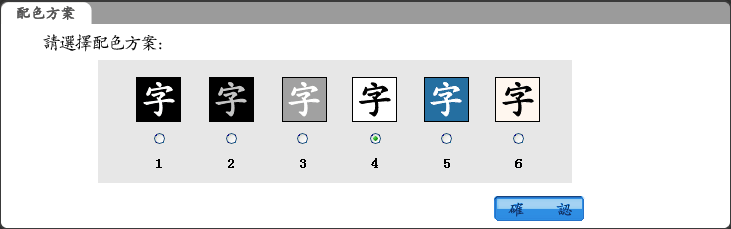 配色方案
請選擇配色方案：
字 字 字 字 字 字
1 2 3 4 5 6
確 認